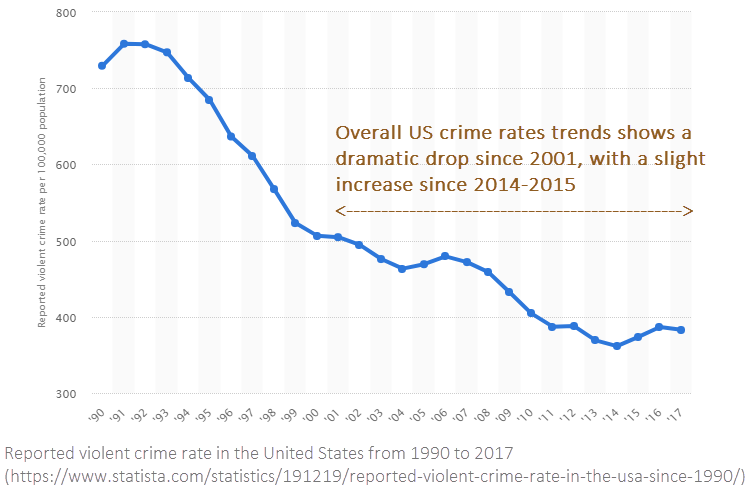 800
700
600
500
400
300
Reported violent crime rate per 100,000 population
Overall US crime rates trends shows a
dramatic drop since 2001, with a slight
increase since 2014-2015
'90 '91 '92 '93 '94 '95 '96 '97 '98 '99 '00 '01 '02 '03 '04 '05 '06 '07 '08 '09 '10 '11 '12 '13 '14 '15 '16 '17
Reported violent crime rate in the United States from 1990 to 2017
(https://www.statista.com/statistics/191219/reported-violent-crime-rate-in-the-usa-since-1990/)